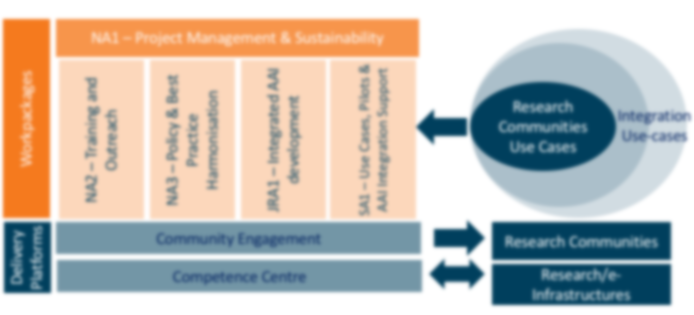 Workpackages
NA1 – Project Management & Sustainability
NA2 – Training and
Outreach
NA3 – Policy & Best
Practice
Harmonisation
JRA1 – Integrated AAI
development
SA1 – Use Cases, Pilots &
AAI Integration Support
Research
Communities
Use Cases
Integration
Use-cases
Delivery
Platforms
Community Engagement
Competence Centre
Research Communities
Research/e-
Infrastructures